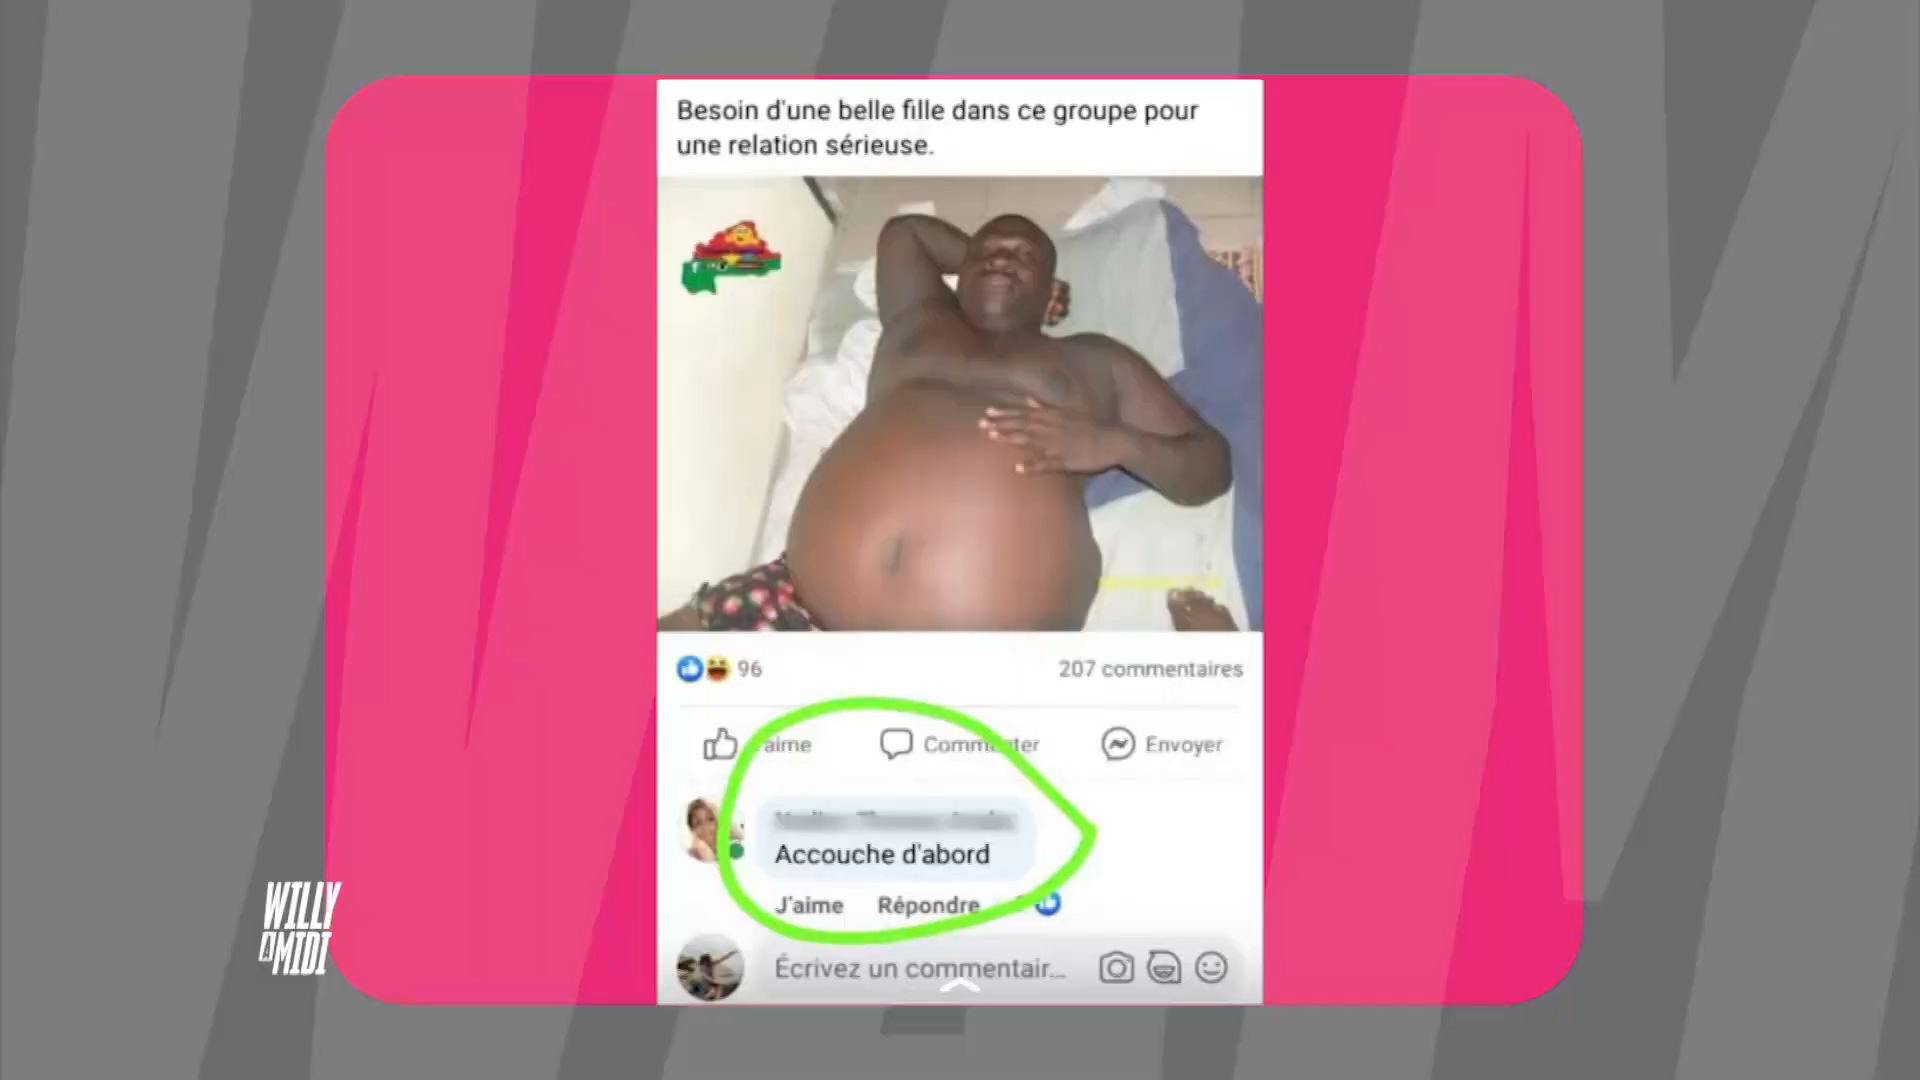 Besoin d'une belle fille dans ce groupe pour
une relation sérieuse.
96
207 commentaires
Commenter
Envoyer
Accouche d'abord
J'aime
Répondre
Écrivez un commentair...
WILLY
À MIDI